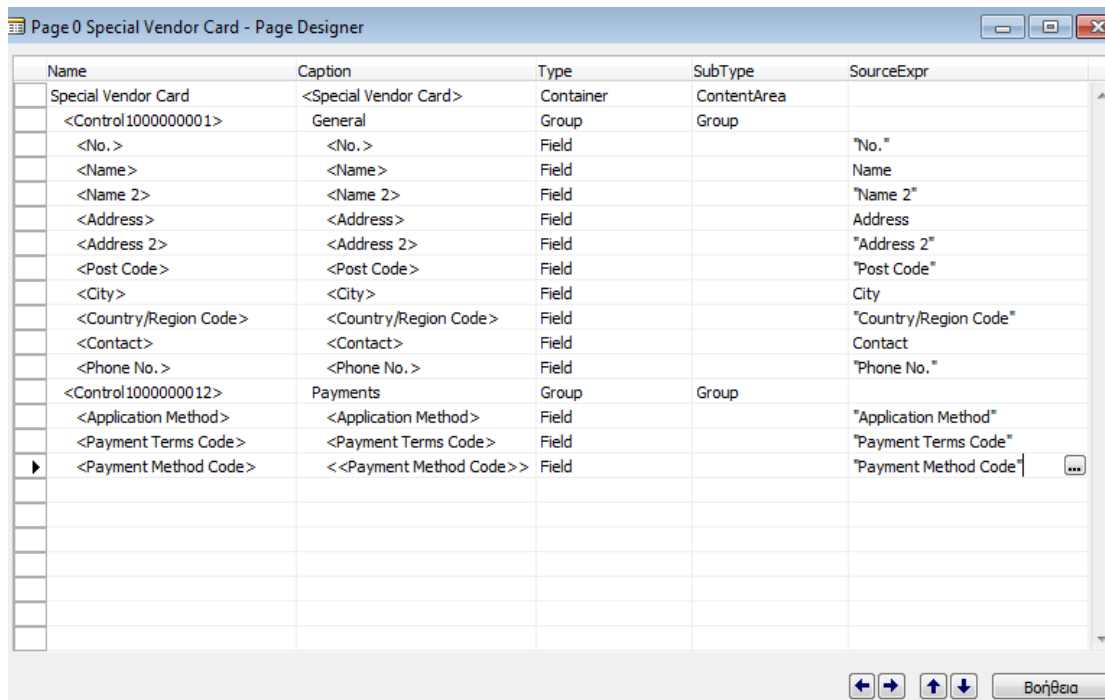 Page 0 Special Vendor Card - Page Designer
Name Caption Type SubType SourceExpr
Special Vendor Card <Special Vendor Card> Container ContentArea
<Control1000000001> General Group Group
<No.> <No.> Field "No."
<Name> <Name> Field Name
<Name 2> <Name 2> Field "Name 2"
<Address> <Address> Field Address
<Address 2> <Address 2> Field "Address 2"
<Post Code> <Post Code> Field "Post Code"
<City> <City> Field City
<Country/Region Code> <Country/Region Code> Field "Country/Region Code"
<Contact> <Contact> Field Contact
<Phone No.> <Phone No.> Field "Phone No."
<Control1000000012> Payments Group Group
<Application Method> <Application Method> Field "Application Method"
<Payment Terms Code> <Payment Terms Code> Field "Payment Terms Code"
<Payment Method Code> <<Payment Method Code>> Field "Payment Method Code" ...
Βοήθεια